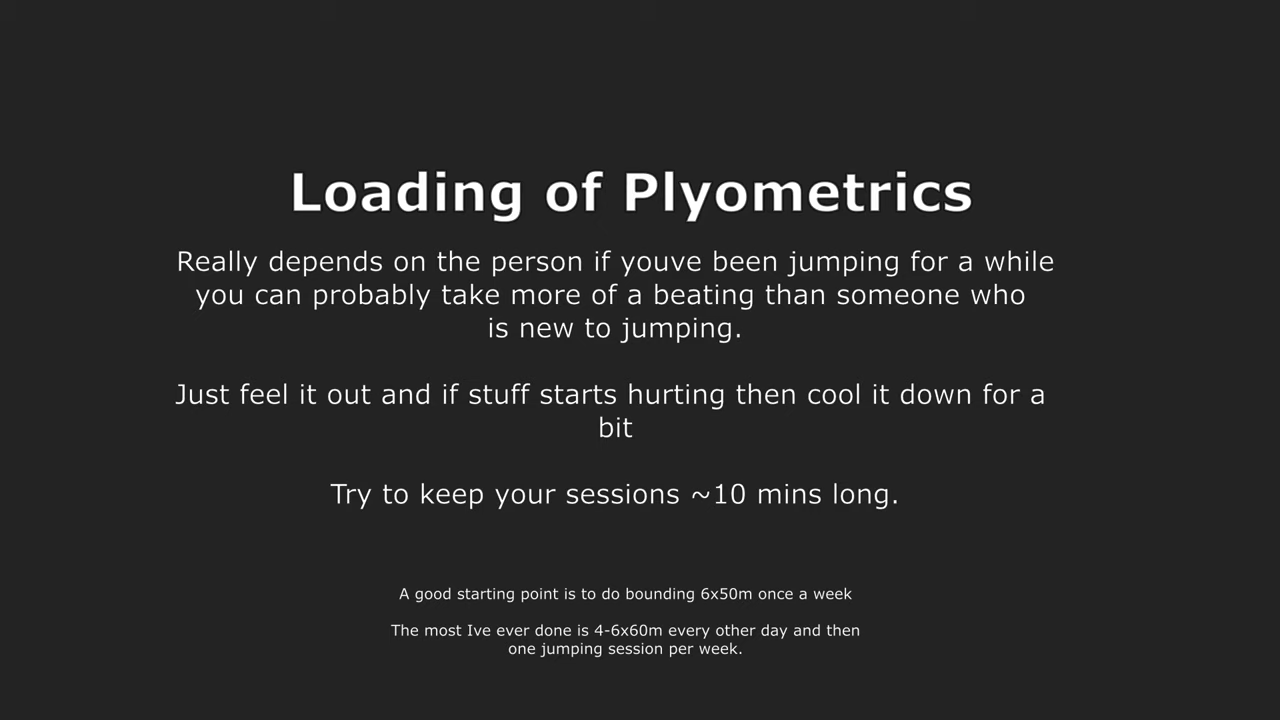 Loading of Plyometrics
Really depends on the person if youve been jumping for a while
you can probably take more of a beating than someone who
is new to jumping.
Just feel it out and if stuff starts hurting then cool it down for a
bit
Try to keep your sessions ~10 mins long.
A good starting point is to do bounding 6x50m once a week
The most Ive ever done is 4-6x60m every other day and then
one jumping session per week.